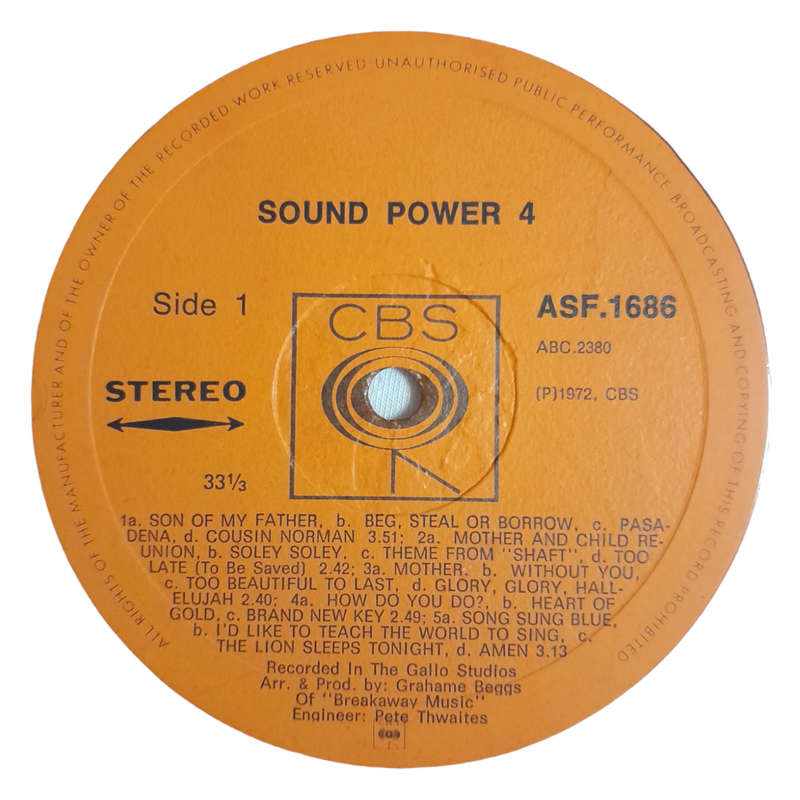 ALL RIGHTS OF THE MANUFACTURER AND OF THE OWNER OF THE RECORDED WORK RESERVED UNAUTHORISED PUBLIC PERFORMANCE BROADCASTING AND COPYING OF THIS RECORD PROHIBITED
SOUND POWER 4
Side 1
CBS
ASF.1686
ABC.2380
STEREO
(P)1972, CBS
33⅓
1a. SON OF MY FATHER, b. BEG, STEAL OR BORROW, c. PASA-
DENA, d. COUSIN NORMAN 3.51; 2a. MOTHER AND CHILD RE-
UNION, b. SOLEY SOLEY, c. THEME FROM "SHAFT", d. TOO
LATE (To Be Saved) 2.42; 3a. MOTHER. b. WITHOUT YOU,
c. TOO BEAUTIFUL TO LAST, d. GLORY, GLORY, HALL-
ELUJAH 2.40; 4a. HOW DO YOU DO?, b. HEART OF
GOLD, c. BRAND NEW KEY 2.49; 5a. SONG SUNG BLUE,
b. I'D LIKE TO TEACH THE WORLD TO SING, c.
THE LION SLEEPS TONIGHT, d. AMEN 3.13
Recorded In The Gallo Studios
Arr. & Prod. by: Grahame Beggs
Of "Breakaway Music"
Engineer: Pete Thwaites